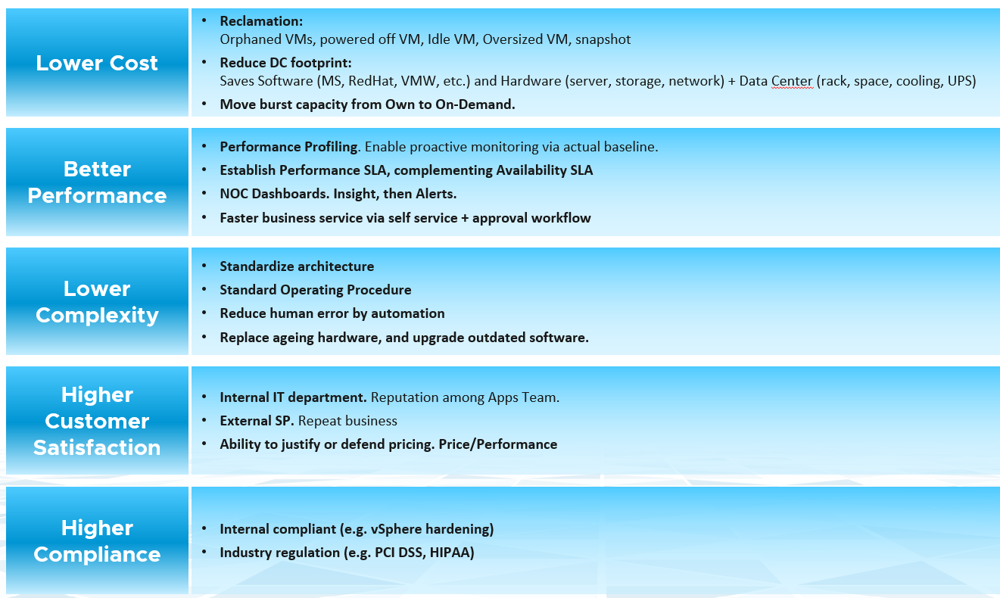 Lower Cost
• Reclamation:
Orphaned VMs, powered off VM, Idle VM, Oversized VM, snapshot
• Reduce DC footprint:
Saves Software (MS, RedHat, VMW, etc.) and Hardware (server, storage, network) + Data Center (rack, space, cooling, UPS)
• Move burst capacity from Own to On-Demand.
Better
Performance
• Performance Profiling. Enable proactive monitoring via actual baseline.
• Establish Performance SLA, complementing Availability SLA
• NOC Dashboards. Insight, then Alerts.
• Faster business service via self service + approval workflow
Lower
Complexity
• Standardize architecture
• Standard Operating Procedure
• Reduce human error by automation
• Replace ageing hardware, and upgrade outdated software.
Higher
Customer
Satisfaction
• Internal IT department. Reputation among Apps Team.
• External SP. Repeat business
• Ability to justify or defend pricing. Price/Performance
Higher
Compliance
• Internal compliant (e.g. vSphere hardening)
• Industry regulation (e.g. PCI DSS, HIPAA)